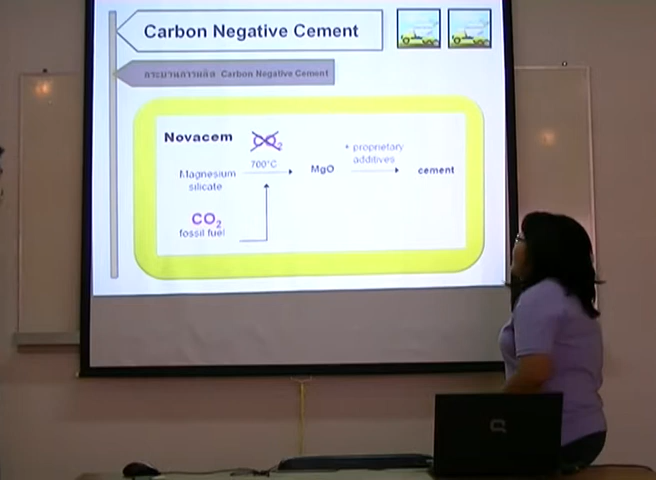 Carbon Negative Cement
กระบวนการผลิต Carbon Negative Cement
Novacem
CO2
700°C
Magnesium
silicate
MgO
* proprietary
additives
cement
CO2
fossil fuel